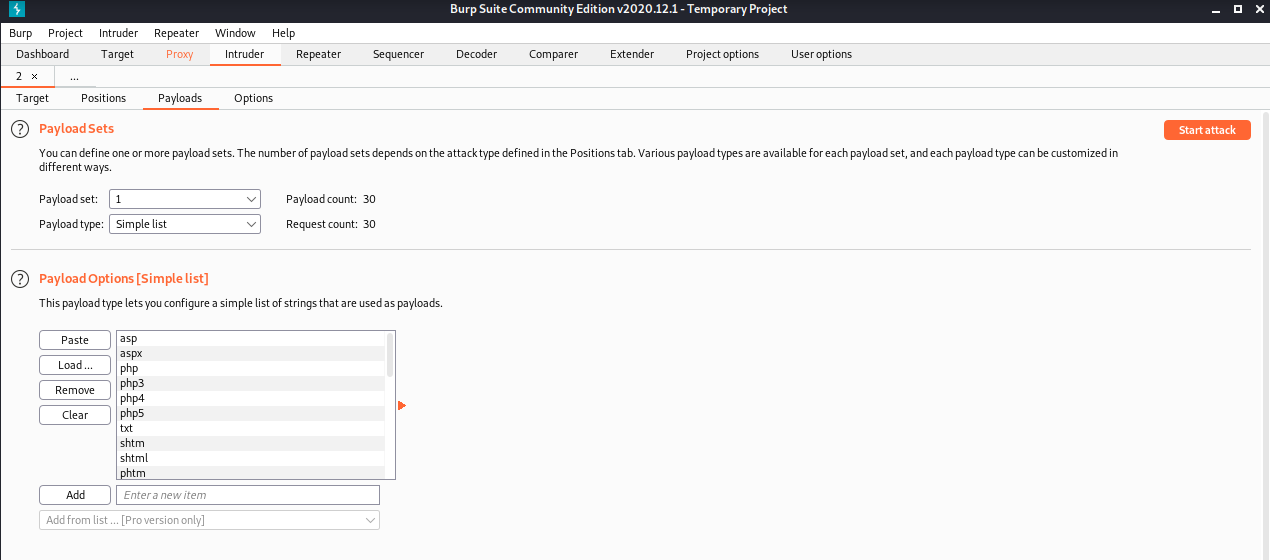 Burp Suite Community Edition v2020.12.1 - Temporary Project
Burp Project Intruder Repeater Window Help
Dashboard Target Proxy Intruder Repeater Sequencer Decoder Comparer Extender Project options User options
2 × ...
Target Positions Payloads Options
? Payload Sets
Start attack
You can define one or more payload sets. The number of payload sets depends on the attack type defined in the Positions tab. Various payload types are available for each payload set, and each payload type can be customized in
different ways.
Payload set: 1 Payload count: 30
Payload type: Simple list Request count: 30
? Payload Options [Simple list]
This payload type lets you configure a simple list of strings that are used as payloads.
Paste
Load ...
Remove
Clear
asp
aspx
php
php3
php4
php5
txt
shtm
shtml
phtm
Add Enter a new item
Add from list ... [Pro version only]